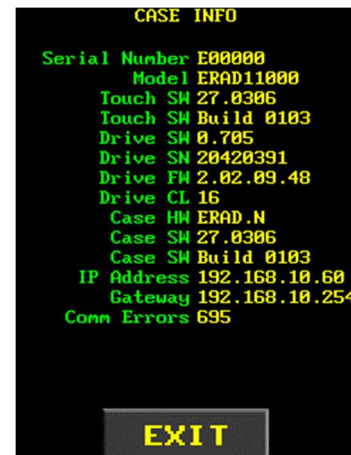 CASE INFO
Serial Number E00000
Model ERAD11000
Touch SW 27.0306
Touch SW Build 0103
Drive SW 0.705
Drive SN 20420391
Drive FW 2.02.09.48
Drive CL 16
Case HW ERAD.N
Case SW 27.0306
Case SW Build 0103
IP Address 192.168.10.60
Gateway 192.168.10.254
Comm Errors 695
EXIT